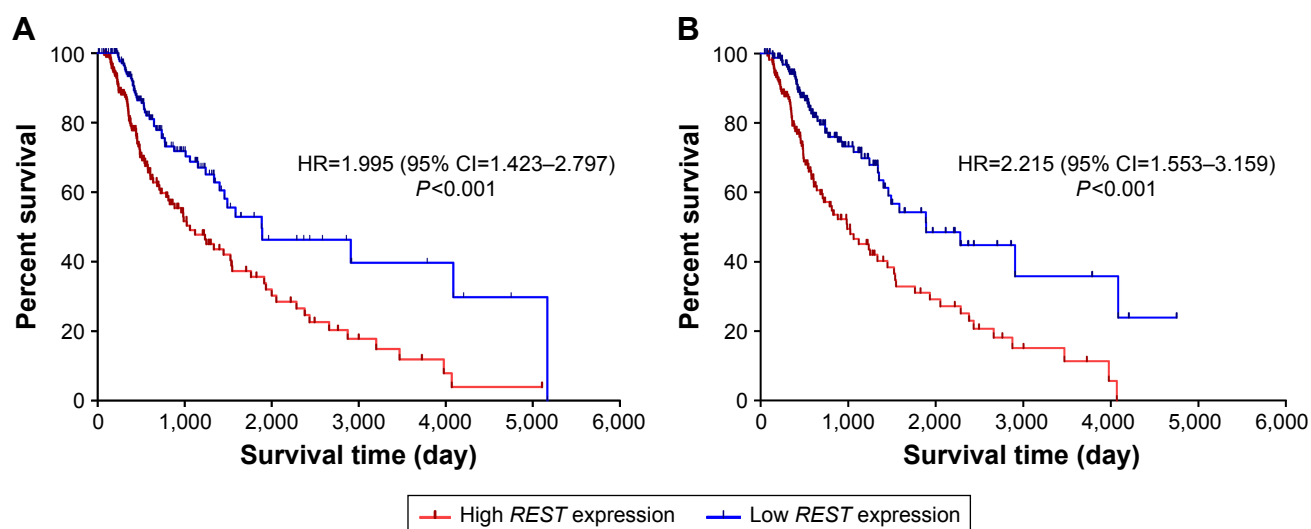 A
Percent survival
100
80
60
40
20
0
HR=1.995 (95% CI=1.423–2.797)
P<0.001
0 1,000 2,000 3,000 4,000 5,000 6,000
Survival time (day)
B
Percent survival
100
80
60
40
20
0
HR=2.215 (95% CI=1.553–3.159)
P<0.001
0 1,000 2,000 3,000 4,000 5,000 6,000
Survival time (day)
High REST expression Low REST expression